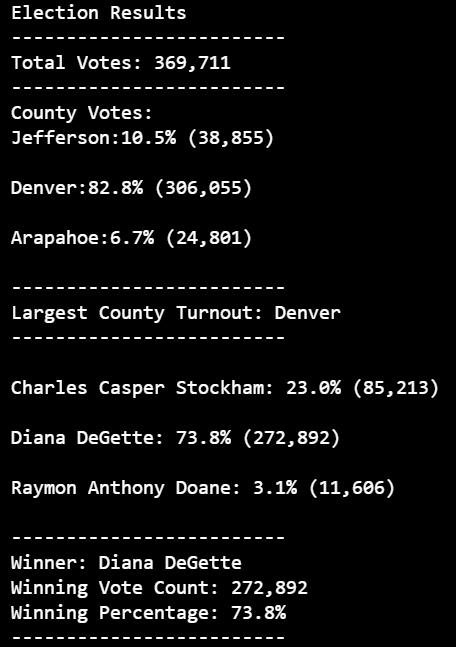 Election Results
-------------------------
Total Votes: 369,711
-------------------------
County Votes:
Jefferson:10.5% (38,855)
Denver:82.8% (306,055)
Arapahoe:6.7% (24,801)
-------------------------
Largest County Turnout: Denver
-------------------------
Charles Casper Stockham: 23.0% (85,213)
Diana DeGette: 73.8% (272,892)
Raymon Anthony Doane: 3.1% (11,606)
-------------------------
Winner: Diana DeGette
Winning Vote Count: 272,892
Winning Percentage: 73.8%
-------------------------